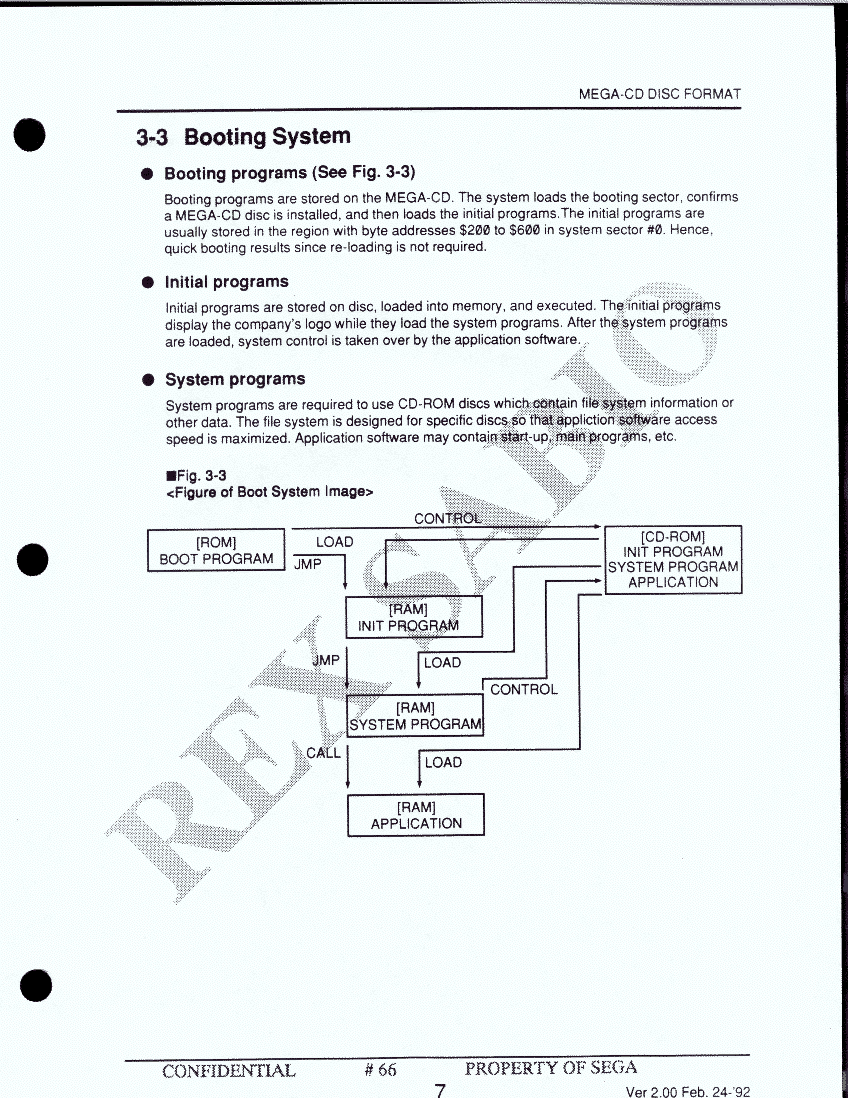 MEGA-CD DISC FORMAT
3-3 Booting System
● Booting programs (See Fig. 3-3)
Booting programs are stored on the MEGA-CD. The system loads the booting sector, confirms
a MEGA-CD disc is installed, and then loads the initial programs.The initial programs are
usually stored in the region with byte addresses $200 to $600 in system sector #0. Hence,
quick booting results since re-loading is not required.
● Initial programs
Initial programs are stored on disc, loaded into memory, and executed. The initial programs
display the company's logo while they load the system programs. After the system programs
are loaded, system control is taken over by the application software.
● System programs
System programs are required to use CD-ROM discs which contain file system information or
other data. The file system is designed for specific discs so that appliction software access
speed is maximized. Application software may contain start-up, main programs, etc.
■Fig. 3-3
<Figure of Boot System Image>
CONTROL
[ROM]
BOOT PROGRAM
LOAD
JMP
[CD-ROM]
INIT PROGRAM
SYSTEM PROGRAM
APPLICATION
[RAM]
INIT PROGRAM
JMP
LOAD
CONTROL
[RAM]
SYSTEM PROGRAM
CALL
LOAD
[RAM]
APPLICATION
REX SABIO
CONFIDENTIAL # 66 PROPERTY OF SEGA
7
Ver 2.00 Feb. 24-'92